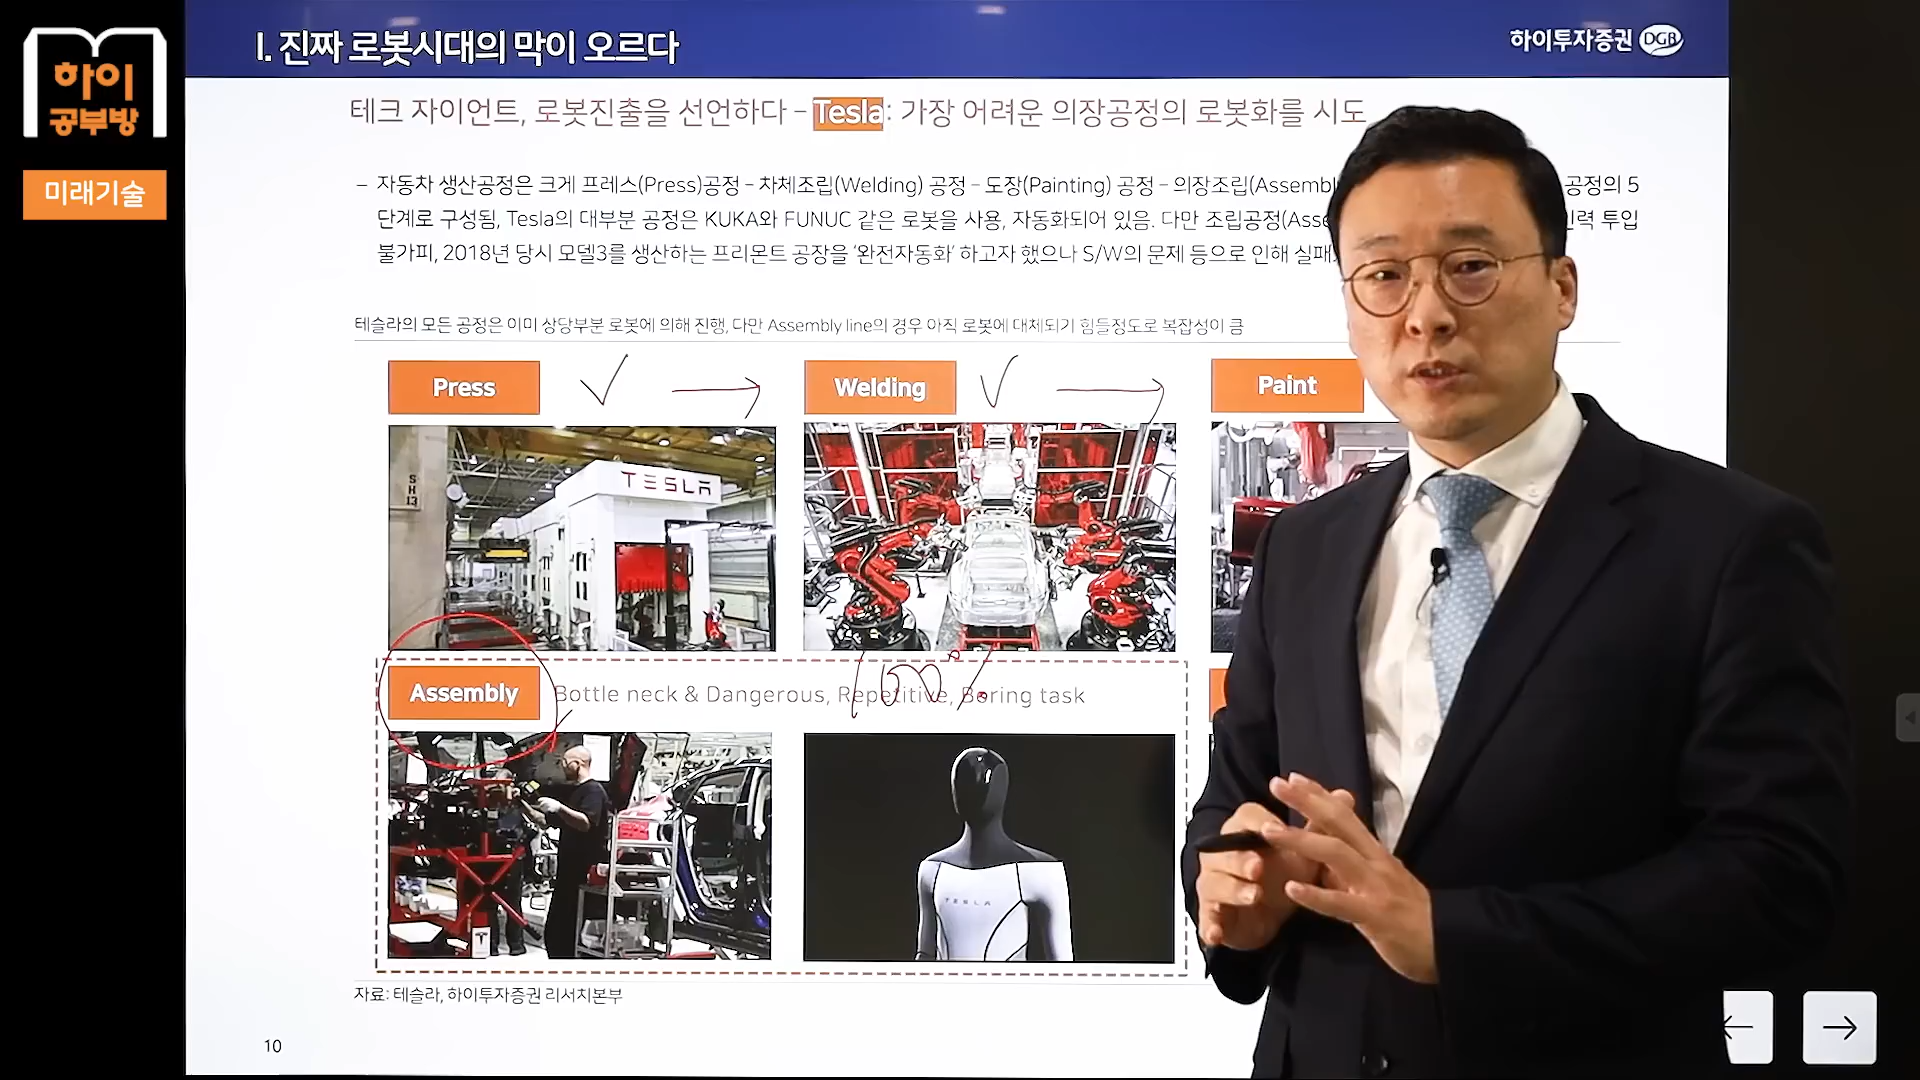 하이
공부방
미래기술
I. 진짜 로봇시대의 막이 오르다
하이투자증권 DGB
테크 자이언트, 로봇진출을 선언하다 – Tesla: 가장 어려운 의장공정의 로봇화를 시도
– 자동차 생산공정은 크게 프레스(Press)공정 – 차체조립(Welding) 공정 – 도장(Painting) 공정 – 의장조립(Assembly 공정의 5
단계로 구성됨, Tesla의 대부분 공정은 KUKA와 FUNUC 같은 로봇을 사용, 자동화되어 있음. 다만 조립공정(Asse 인력 투입
불가피, 2018년 당시 모델3를 생산하는 프리몬트 공장을 '완전자동화' 하고자 했으나 S/W의 문제 등으로 인해 실패
테슬라의 모든 공정은 이미 상당부분 로봇에 의해 진행, 다만 Assembly line의 경우 아직 로봇에 대체되기 힘들정도로 복잡성이 큼
Press
Welding
Paint
SH13
TESLA
100%
Assembly
Bottle neck & Dangerous, Repetitive, Boring task
TESLA
자료: 테슬라, 하이투자증권 리서치본부
10